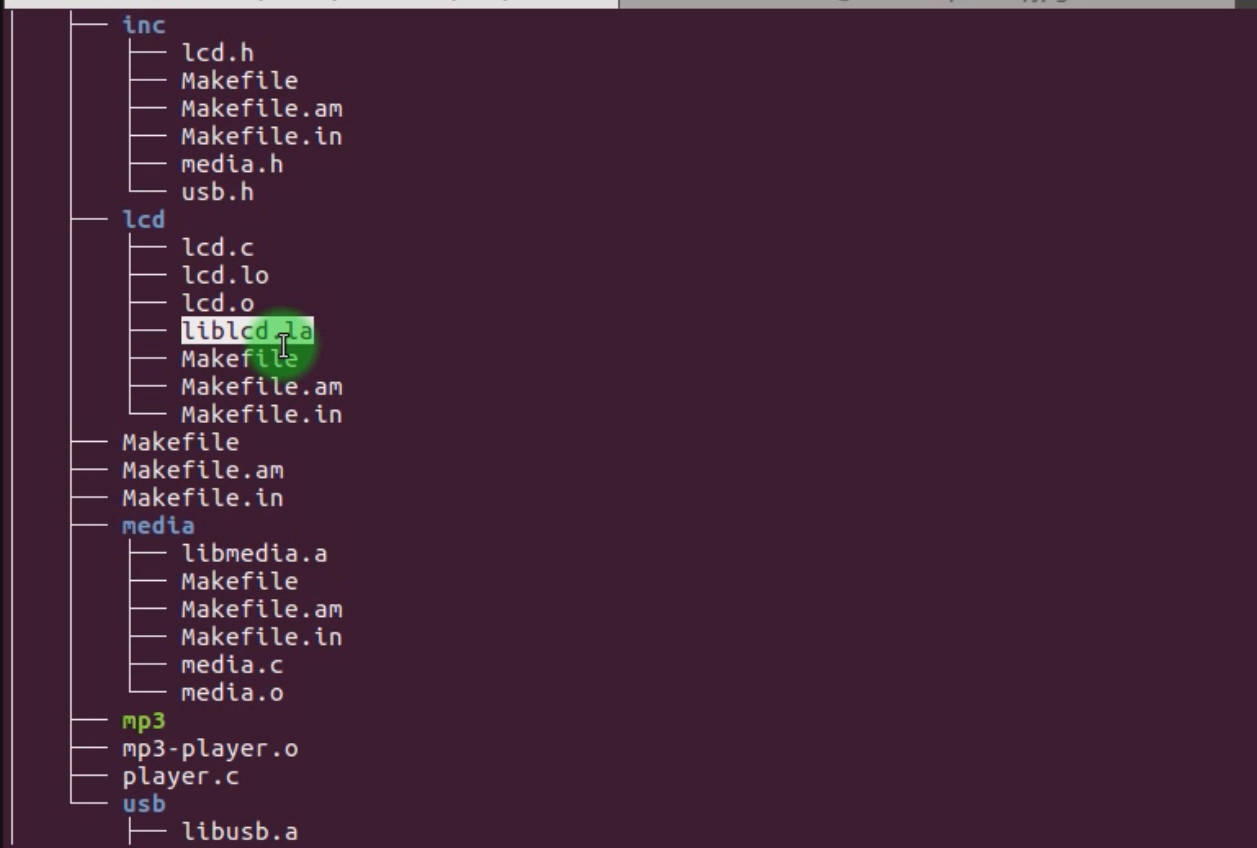 inc
lcd.h
Makefile
Makefile.am
Makefile.in
media.h
usb.h
lcd
lcd.c
lcd.lo
lcd.o
liblcd.la
Makefile
Makefile.am
Makefile.in
Makefile
Makefile.am
Makefile.in
media
libmedia.a
Makefile
Makefile.am
Makefile.in
media.c
media.o
mp3
mp3-player.o
player.c
usb
libusb.a